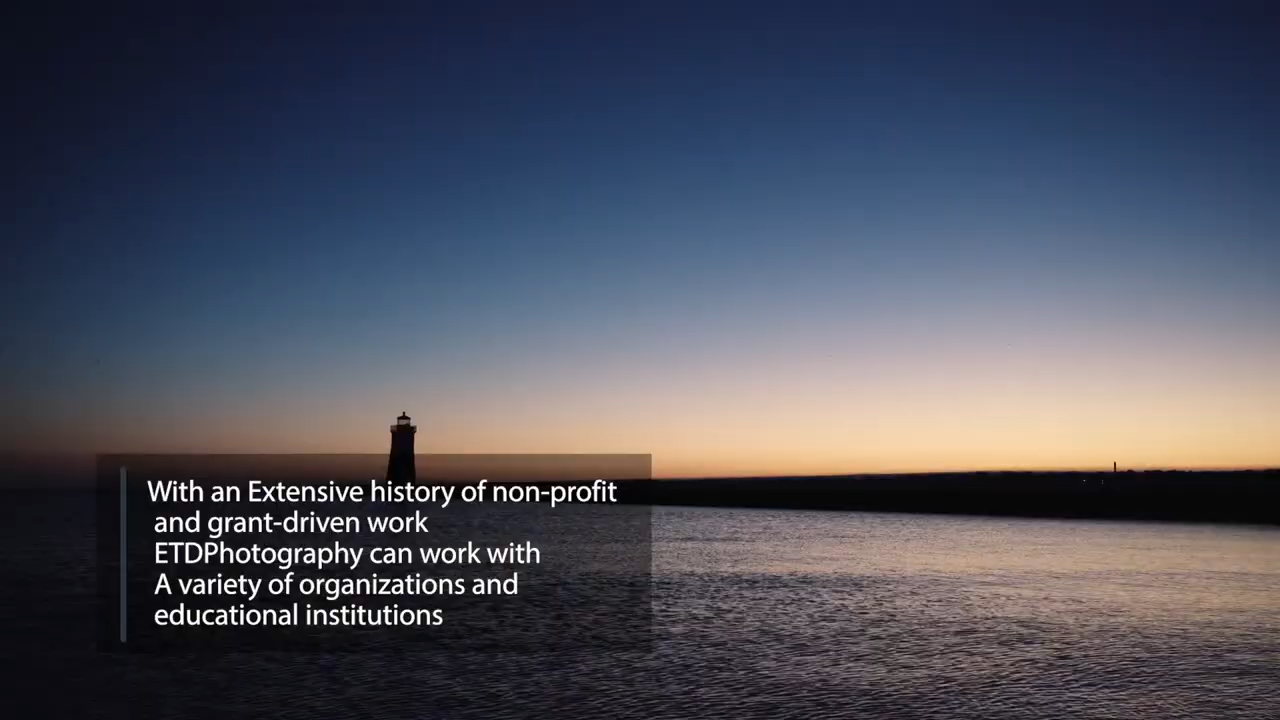 With an Extensive history of non-profit
and grant-driven work
ETDPhotography can work with
A variety of organizations and
educational institutions